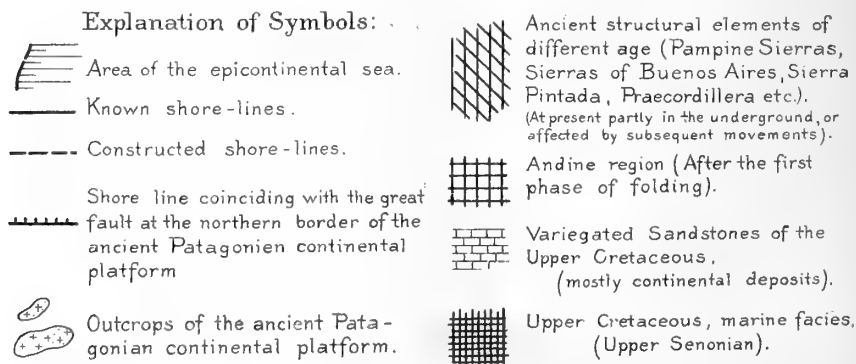 Explanation of Symbols:
Area of the epicontinental sea.
Known shore-lines.
Constructed shore-lines.
Shore line coinciding with the great
fault at the northern border of the
ancient Patagonien continental
platform
Outcrops of the ancient Pata-
gonian continental platform.
Ancient structural elements of
different age (Pampine Sierras,
Sierras of Buenos Aires, Sierra
Pintada, Praecordillera etc.).
(At present partly in the underground, or
affected by subsequent movements).
Andine region (After the first
phase of folding).
Variegated Sandstones of the
Upper Cretaceous,
(mostly continental deposits).
Upper Cretaceous, marine facies,
(Upper Senonian).